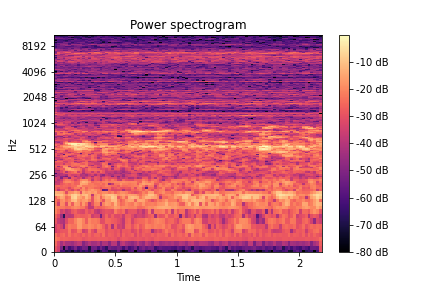 Power spectrogram
8192
4096
2048
1024
512
256
128
64
0
Hz
0
0.5
1
1.5
2
Time
-10 dB
-20 dB
-30 dB
-40 dB
-50 dB
-60 dB
-70 dB
-80 dB